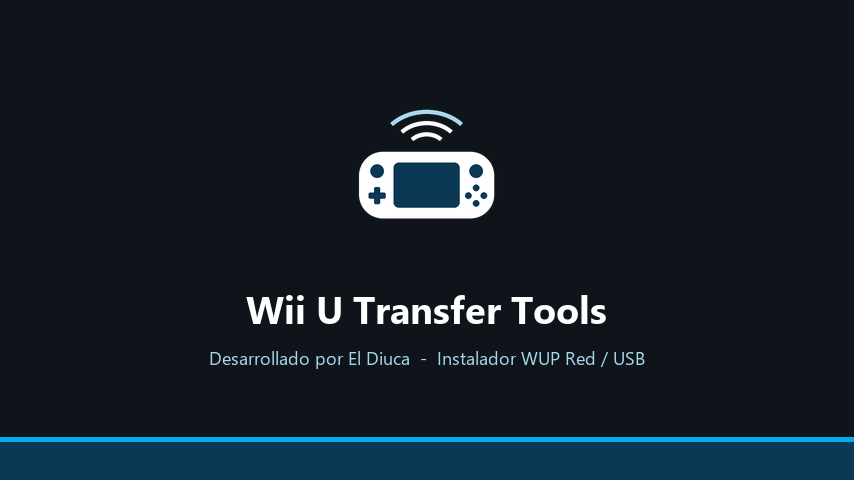 Wii U Transfer Tools
Desarrollado por El Diuca - Instalador WUP Red / USB